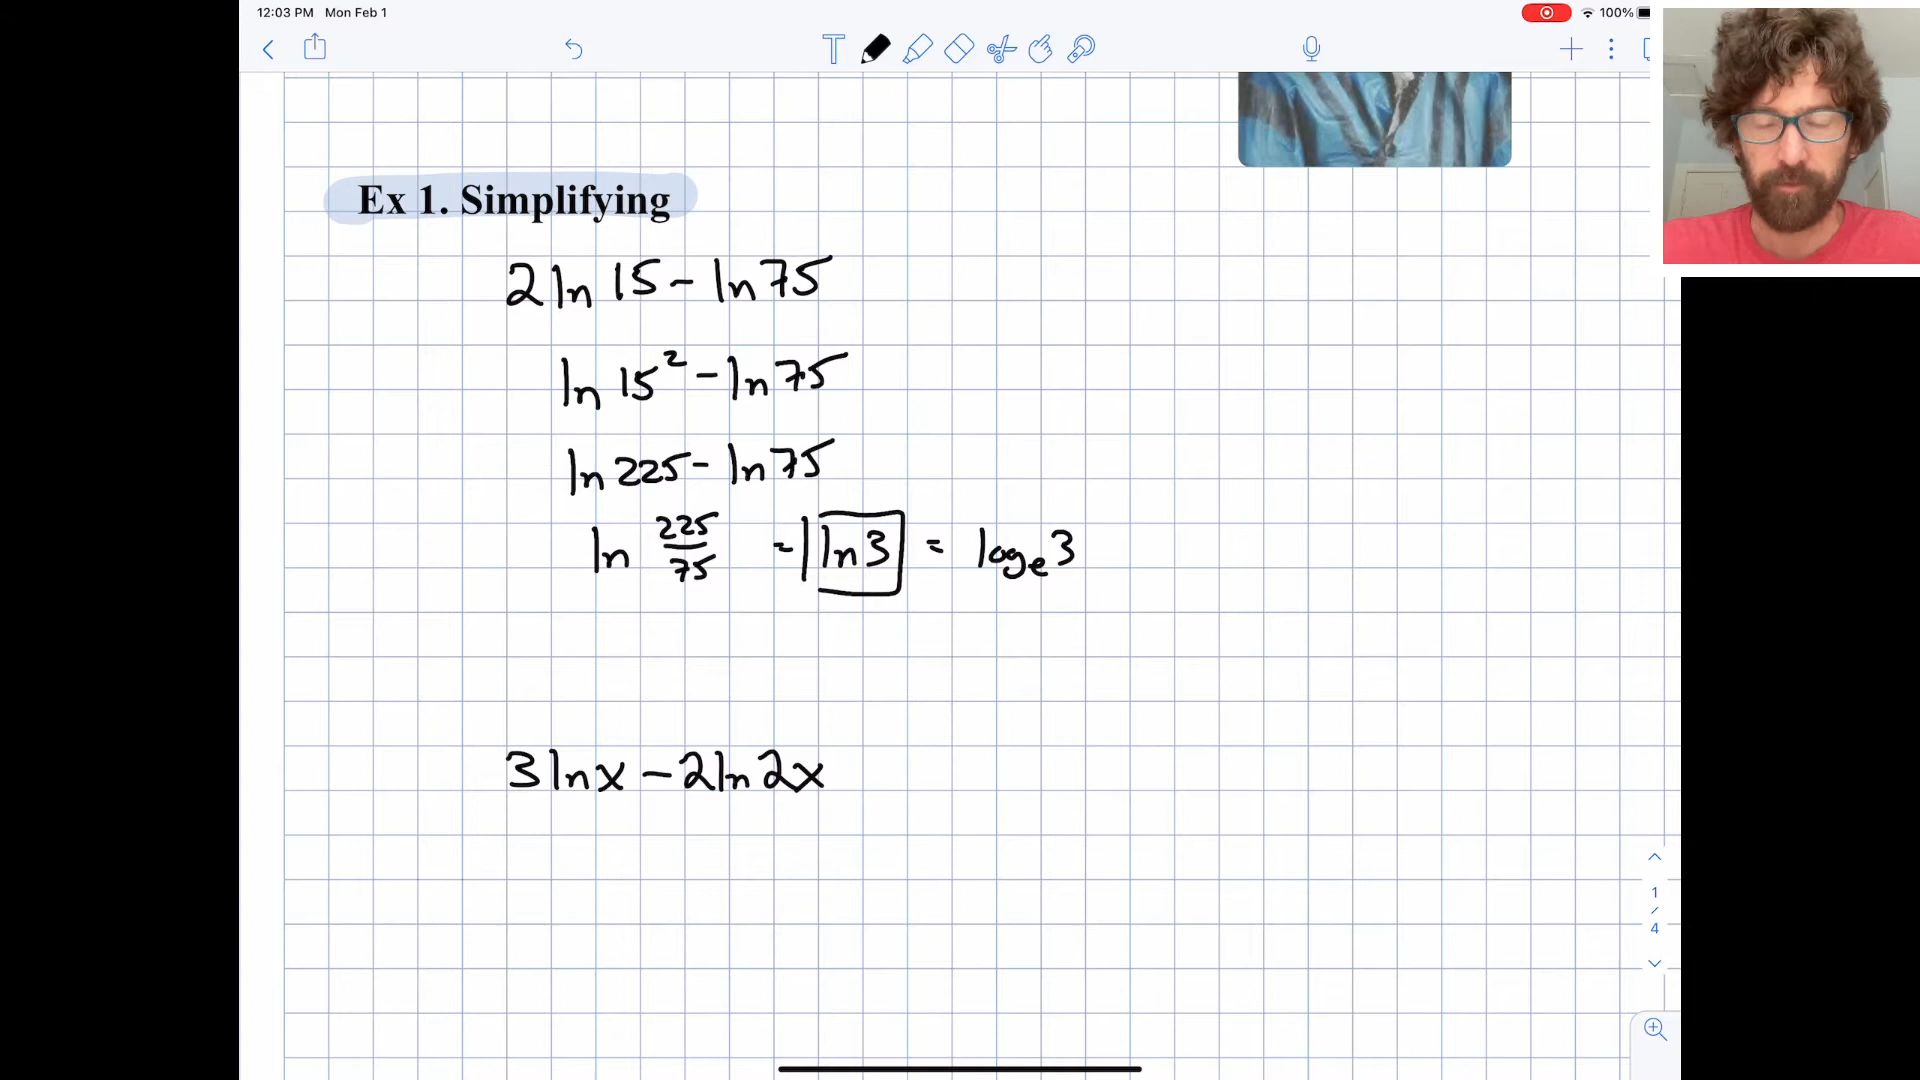 12:03 PM Mon Feb 1
100%
Ex 1. Simplifying
2 ln 15 - ln 75
ln 15² - ln 75
ln 225 - ln 75
ln 225/75 = ln 3 = logₑ 3
3 ln x - 2 ln 2x
1
/
4